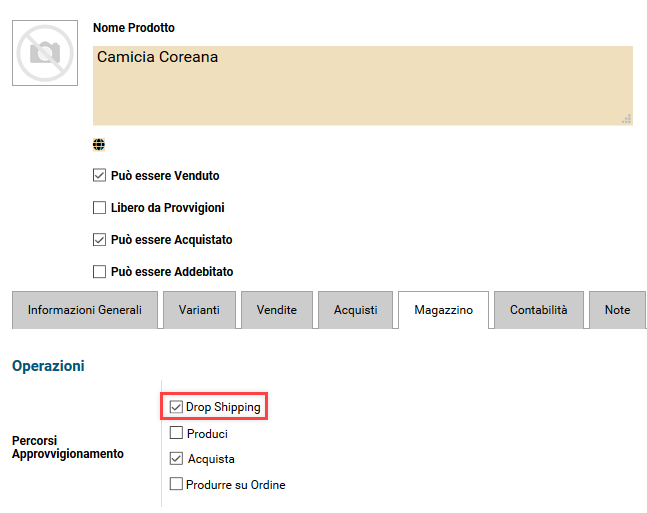 Nome Prodotto
Camicia Coreana
Può essere Venduto
Libero da Provvigioni
Può essere Acquistato
Può essere Addebitato
Informazioni Generali Varianti Vendite Acquisti Magazzino Contabilità Note
Operazioni
Percorsi
Approvvigionamento
Drop Shipping
Produci
Acquista
Produrre su Ordine